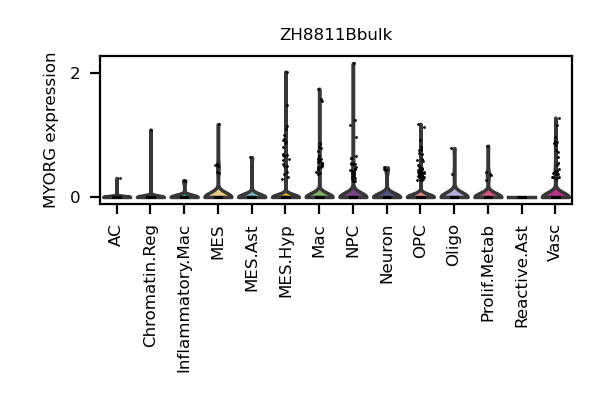 ZH8811Bbulk
MYORG expression
2
0
AC
Chromatin.Reg
Inflammatory.Mac
MES
MES.Ast
MES.Hyp
Mac
NPC
Neuron
OPC
Oligo
Prolif.Metab
Reactive.Ast
Vasc